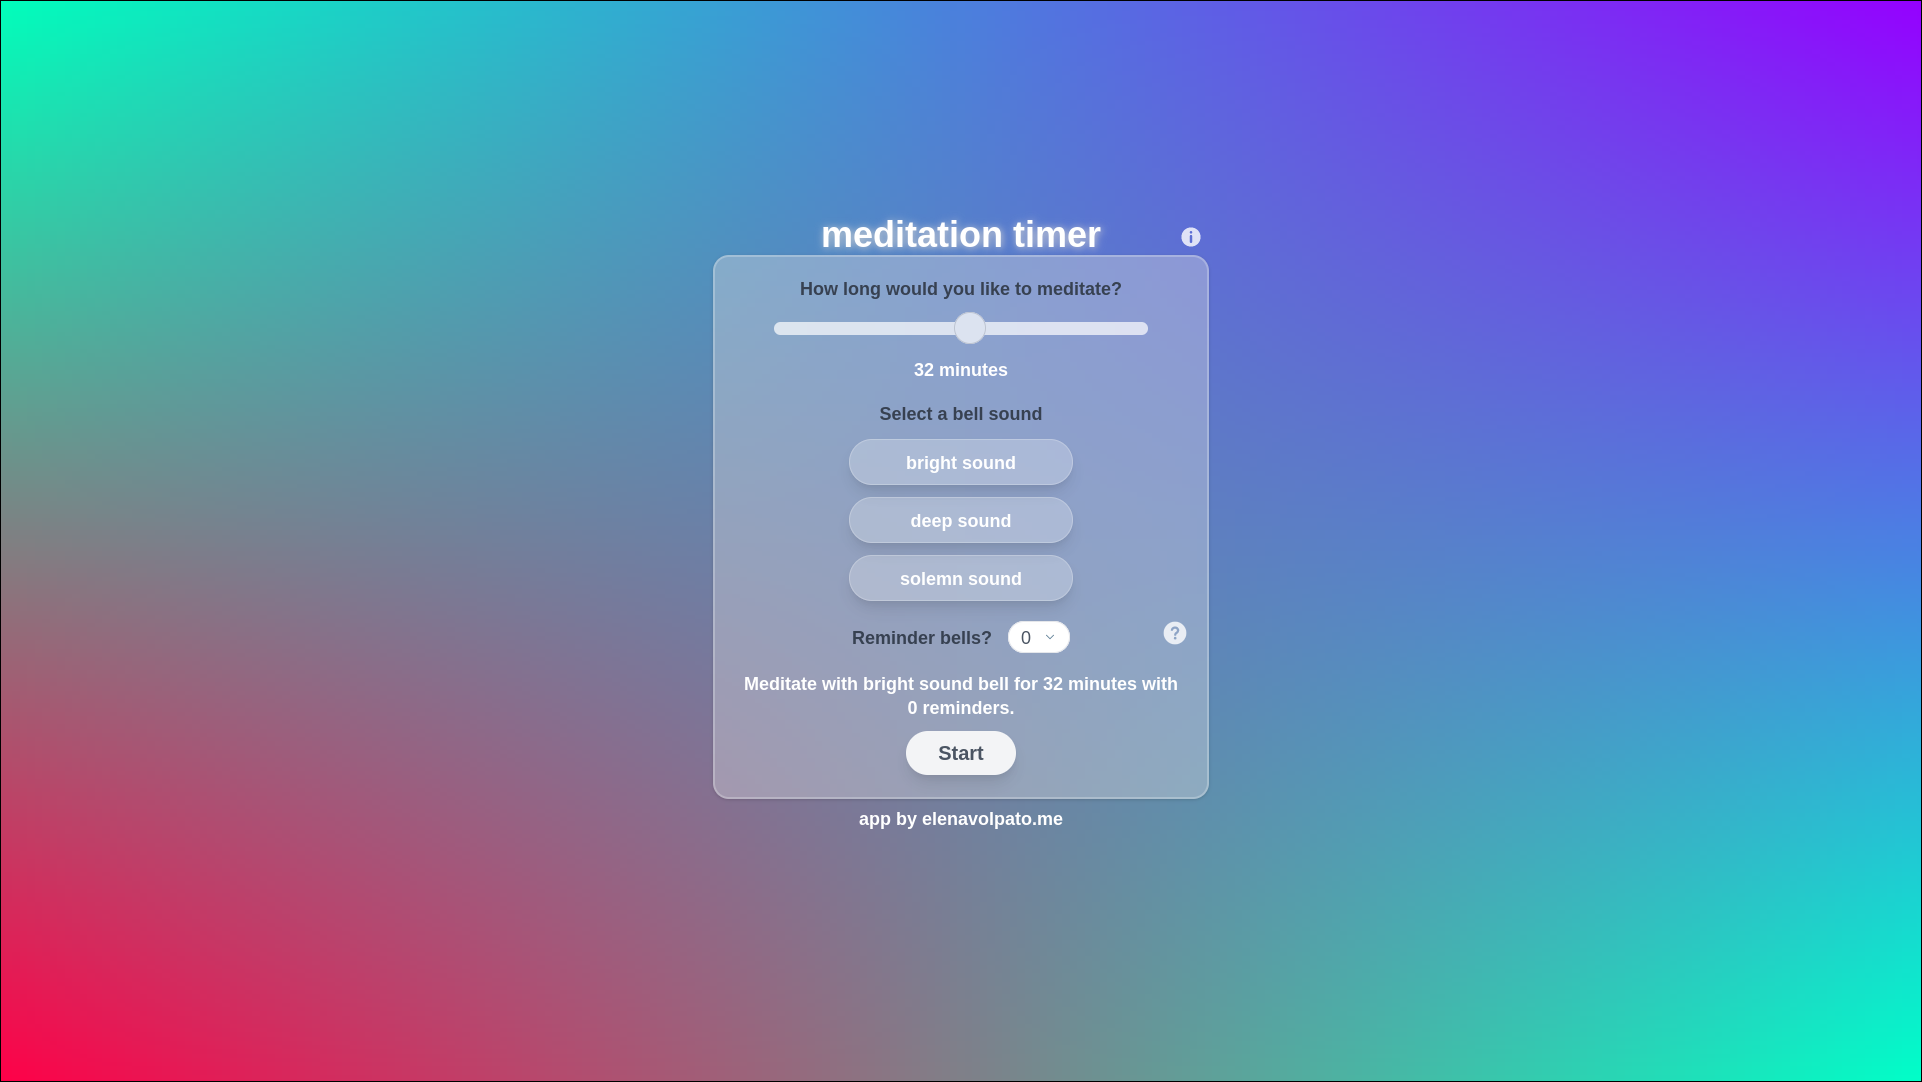 meditation timer
How long would you like to meditate?
32 minutes
Select a bell sound
bright sound
deep sound
solemn sound
Reminder bells? 0
?
Meditate with bright sound bell for 32 minutes with
0 reminders.
Start
app by elenavolpato.me